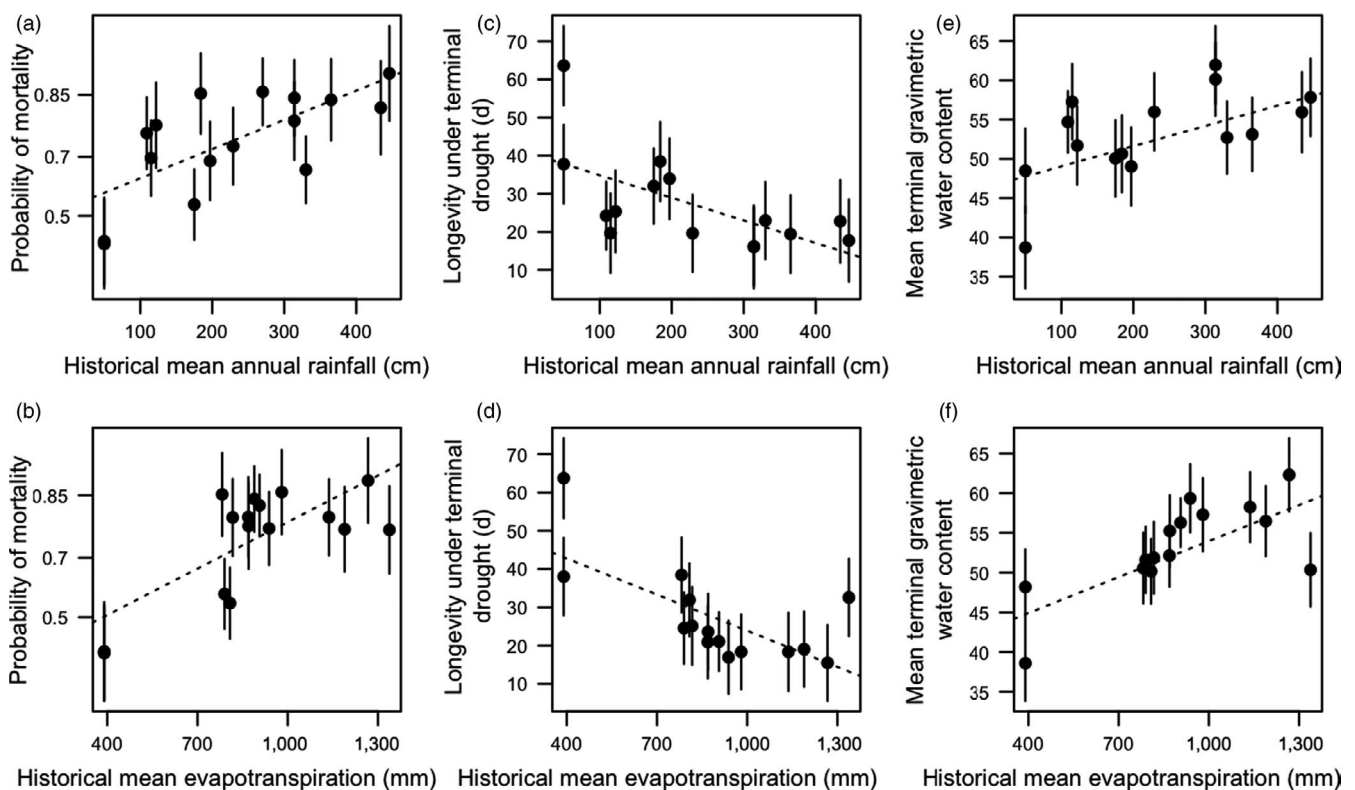 (a)
Probability of mortality
0.85
0.7
0.5
100 200 300 400
Historical mean annual rainfall (cm)
(c)
Longevity under terminal
drought (d)
70
60
50
40
30
20
10
100 200 300 400
Historical mean annual rainfall (cm)
(e)
Mean terminal gravimetric
water content
65
60
55
50
45
40
35
100 200 300 400
Historical mean annual rainfall (cm)
(b)
Probability of mortality
0.85
0.7
0.5
400 700 1,000 1,300
Historical mean evapotranspiration (mm)
(d)
Longevity under terminal
drought (d)
70
60
50
40
30
20
10
400 700 1,000 1,300
Historical mean evapotranspiration (mm)
(f)
Mean terminal gravimetric
water content
65
60
55
50
45
40
35
400 700 1,000 1,300
Historical mean evapotranspiration (mm)